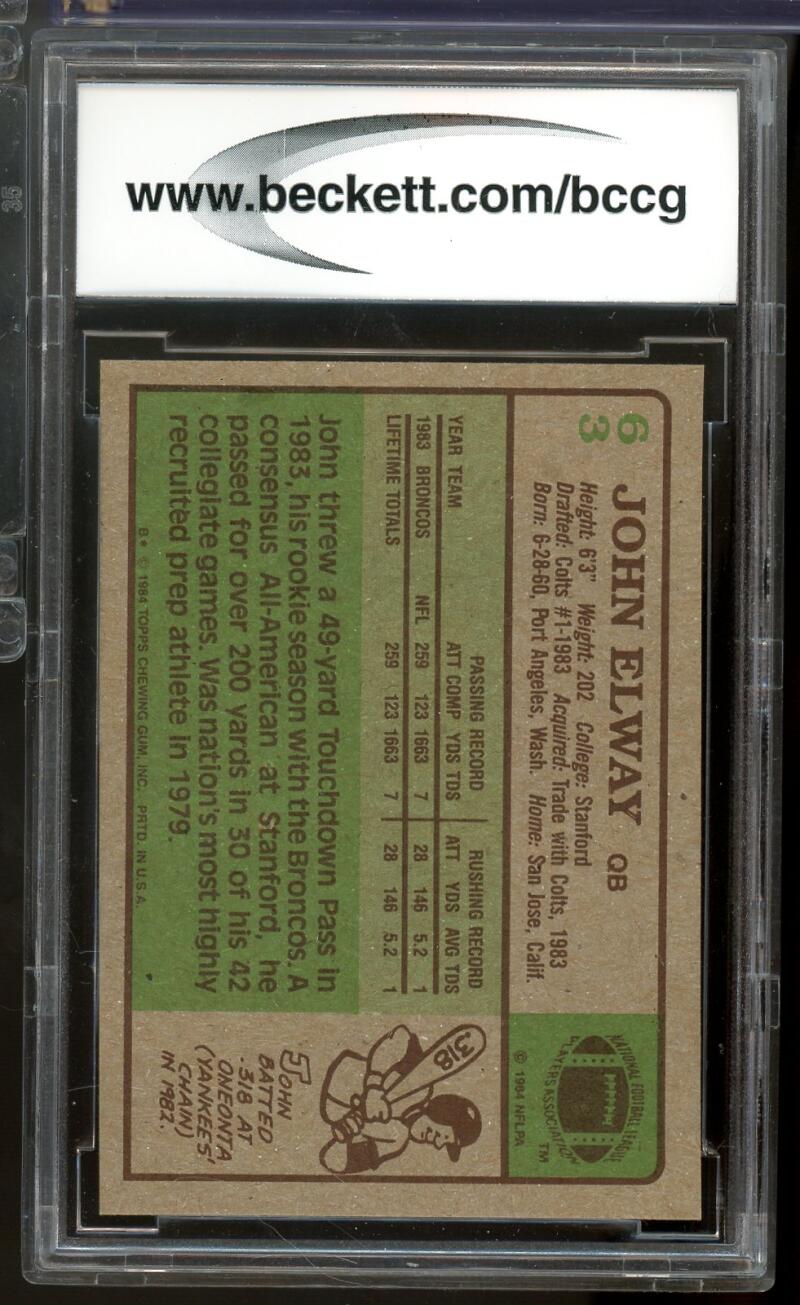 www.beckett.com/bccg
63
JOHN ELWAY QB
Height: 6'3" Weight: 202 College: Stanford
Drafted: Colts #1-1983 Acquired: Trade with Colts, 1983
Born: 6-28-60, Port Angeles, Wash. Home: San Jose, Calif.
NATIONAL FOOTBALL LEAGUE
PLAYERS ASSOCIATION
TM
© 1984 NFLPA
PASSING RECORD RUSHING RECORD
YEAR TEAM ATT COMP YDS TDS ATT YDS AVG TDS
1983 BRONCOS NFL 259 123 1663 7 28 146 5.2 1
LIFETIME TOTALS 259 123 1663 7 28 146 5.2 1
John threw a 49-yard Touchdown Pass in
1983, his rookie season with the Broncos. A
consensus All-American at Stanford, he
passed for over 200 yards in 30 of his 42
collegiate games. Was nation's most highly
recruited prep athlete in 1979.
B* © 1984 TOPPS CHEWING GUM, INC. PRTD. IN U.S.A.
318
JOHN
BATTED
.318 AT
ONEONTA
(YANKEES'
CHAIN)
IN 1982.
35